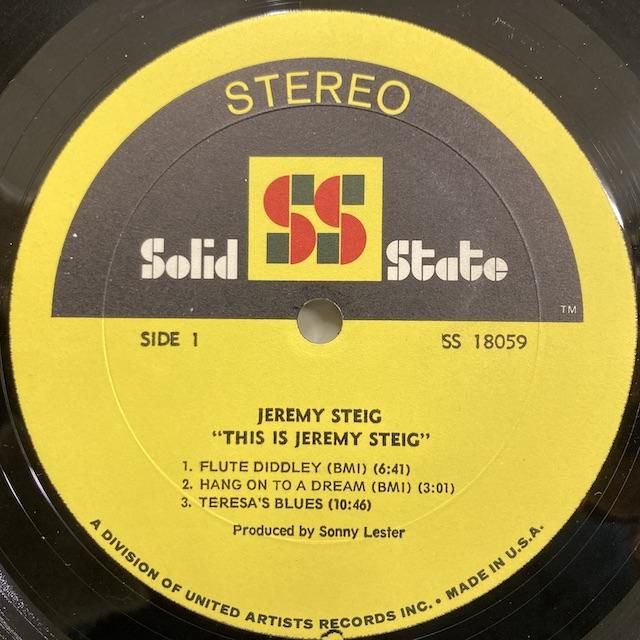 STEREO
SS
Solid State
TM
SIDE 1
SS 18059
JEREMY STEIG
“THIS IS JEREMY STEIG”
1. FLUTE DIDDLEY (BMI) (6:41)
2. HANG ON TO A DREAM (BMI) (3:01)
3. TERESA'S BLUES (10:46)
Produced by Sonny Lester
A DIVISION OF UNITED ARTISTS RECORDS INC. • MADE IN U.S.A.